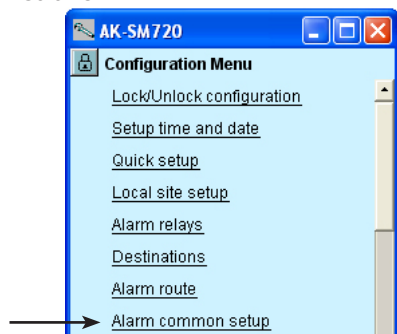 AK-SM720
Configuration Menu
Lock/Unlock configuration
Setup time and date
Quick setup
Local site setup
Alarm relays
Destinations
Alarm route
Alarm common setup